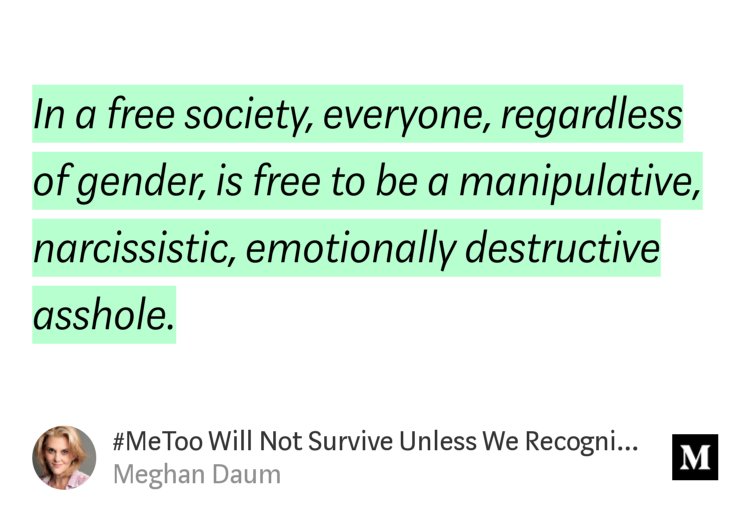 In a free society, everyone, regardless
of gender, is free to be a manipulative,
narcissistic, emotionally destructive
asshole.
#MeToo Will Not Survive Unless We Recogni...
Meghan Daum
M